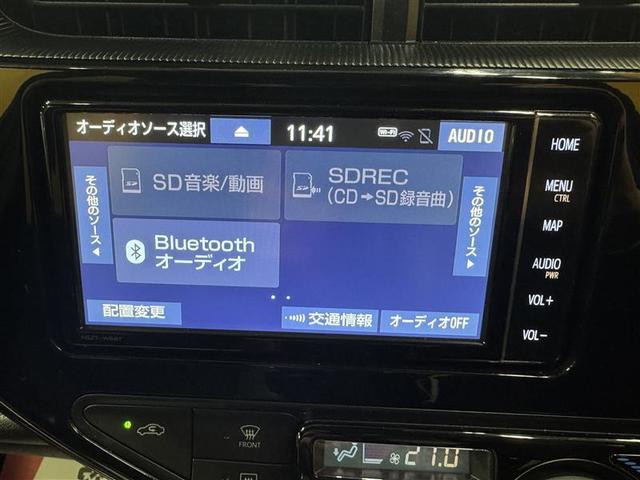 オーディオソース選択
11:41
Wi-Fi
AUDIO
その他のソース
SD音楽/動画
SDREC
(CD→SD録音曲)
その他のソース
Bluetooth
オーディオ
配置変更
交通情報
オーディオOFF
HOME
MENU
CTRL
MAP
AUDIO
PWR
VOL+
VOL-
FRONT
21.0